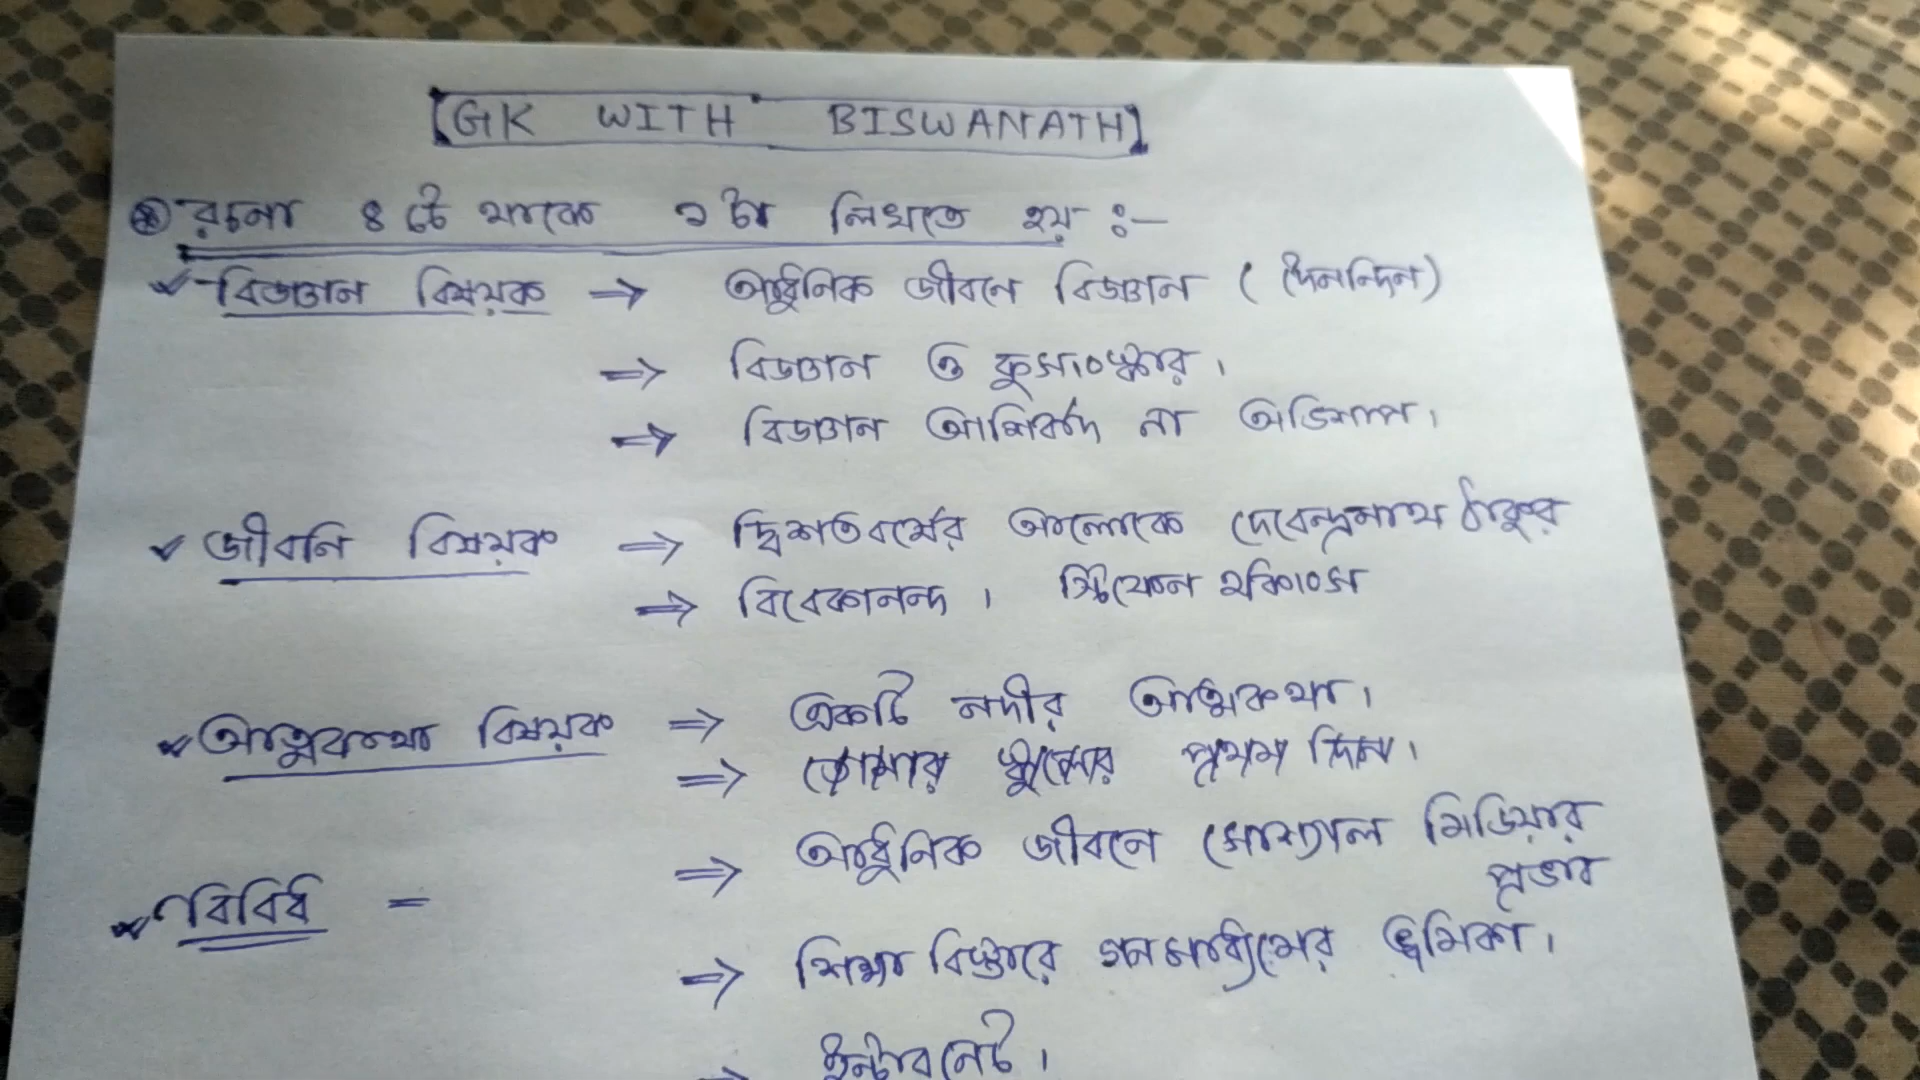 GK WITH BISWANATH
রচনা ৪টে থাকে ১টা লিখতে হয় :-
বিজ্ঞান বিষয়ক ⇒ আধুনিক জীবনে বিজ্ঞান (দৈনন্দিন)
⇒ বিজ্ঞান ও কুসংস্কার।
⇒ বিজ্ঞান আশির্বাদ না অভিশাপ।
জীবনি বিষয়ক ⇒ দ্বিশতবর্ষের আলোকে দেবেন্দ্রনাথ ঠাকুর
⇒ বিবেকানন্দ। স্টিফেন হকিংস
আত্মকথা বিষয়ক ⇒ একটি নদীর আত্মকথা।
⇒ তোমার স্কুলের প্রথম দিন।
⇒ আধুনিক জীবনে সোশ্যাল মিডিয়ার
প্রভাব
বিবিধ =
⇒ শিক্ষা বিস্তারে গনমাধ্যমের ভূমিকা।
⇒ ইন্টারনেট।